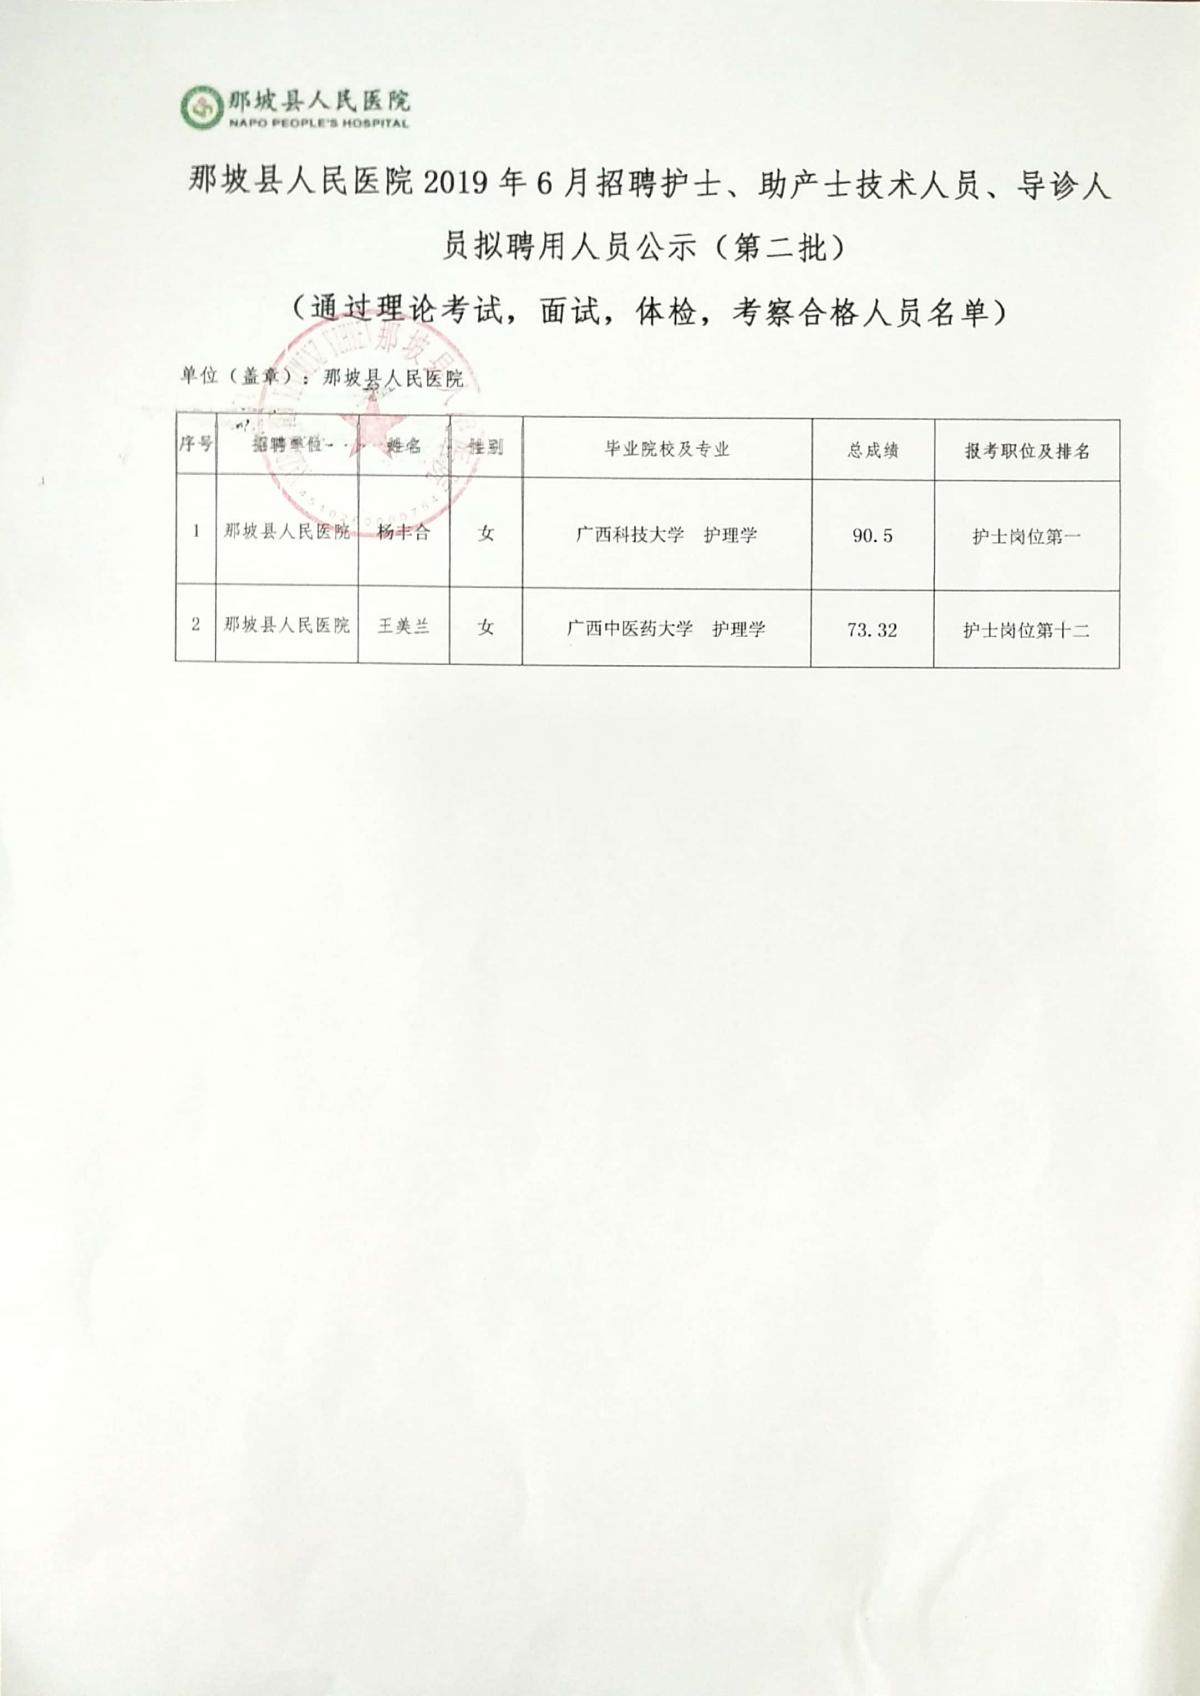 那坡县人民医院
NAPO PEOPLE'S HOSPITAL
那坡县人民医院 2019 年 6 月招聘护士、助产士技术人员、导诊人
员拟聘用人员公示（第二批）
（通过理论考试，面试，体检，考察合格人员名单）
单位（盖章）：那坡县人民医院
序号 招聘单位 姓名 性别 毕业院校及专业 总成绩 报考职位及排名
1 那坡县人民医院 杨丰合 女 广西科技大学 护理学 90.5 护士岗位第一
2 那坡县人民医院 王美兰 女 广西中医药大学 护理学 73.32 护士岗位第十二